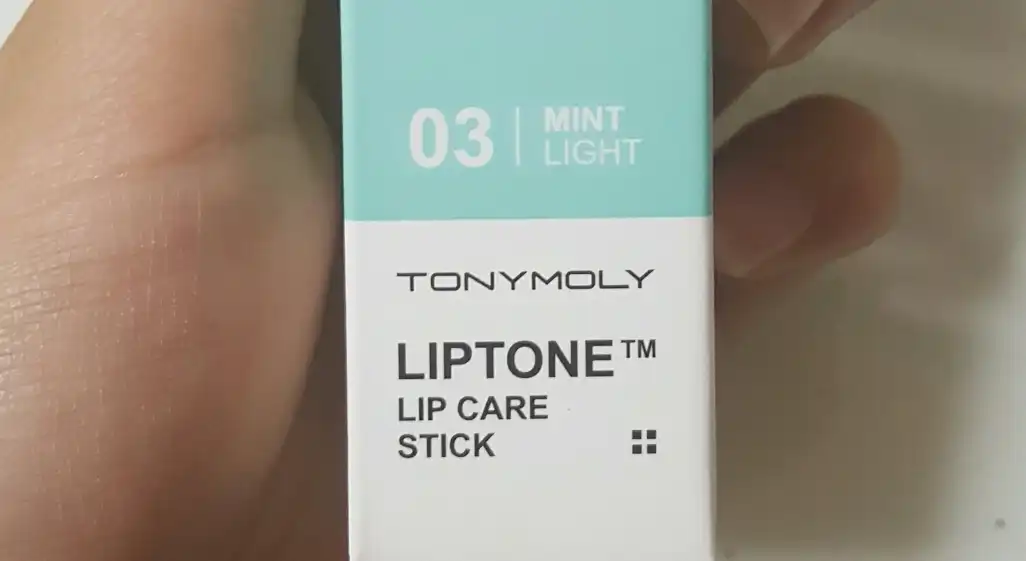 03 | MINT
LIGHT
TONYMOLY
LIPTONE™
LIP CARE
STICK